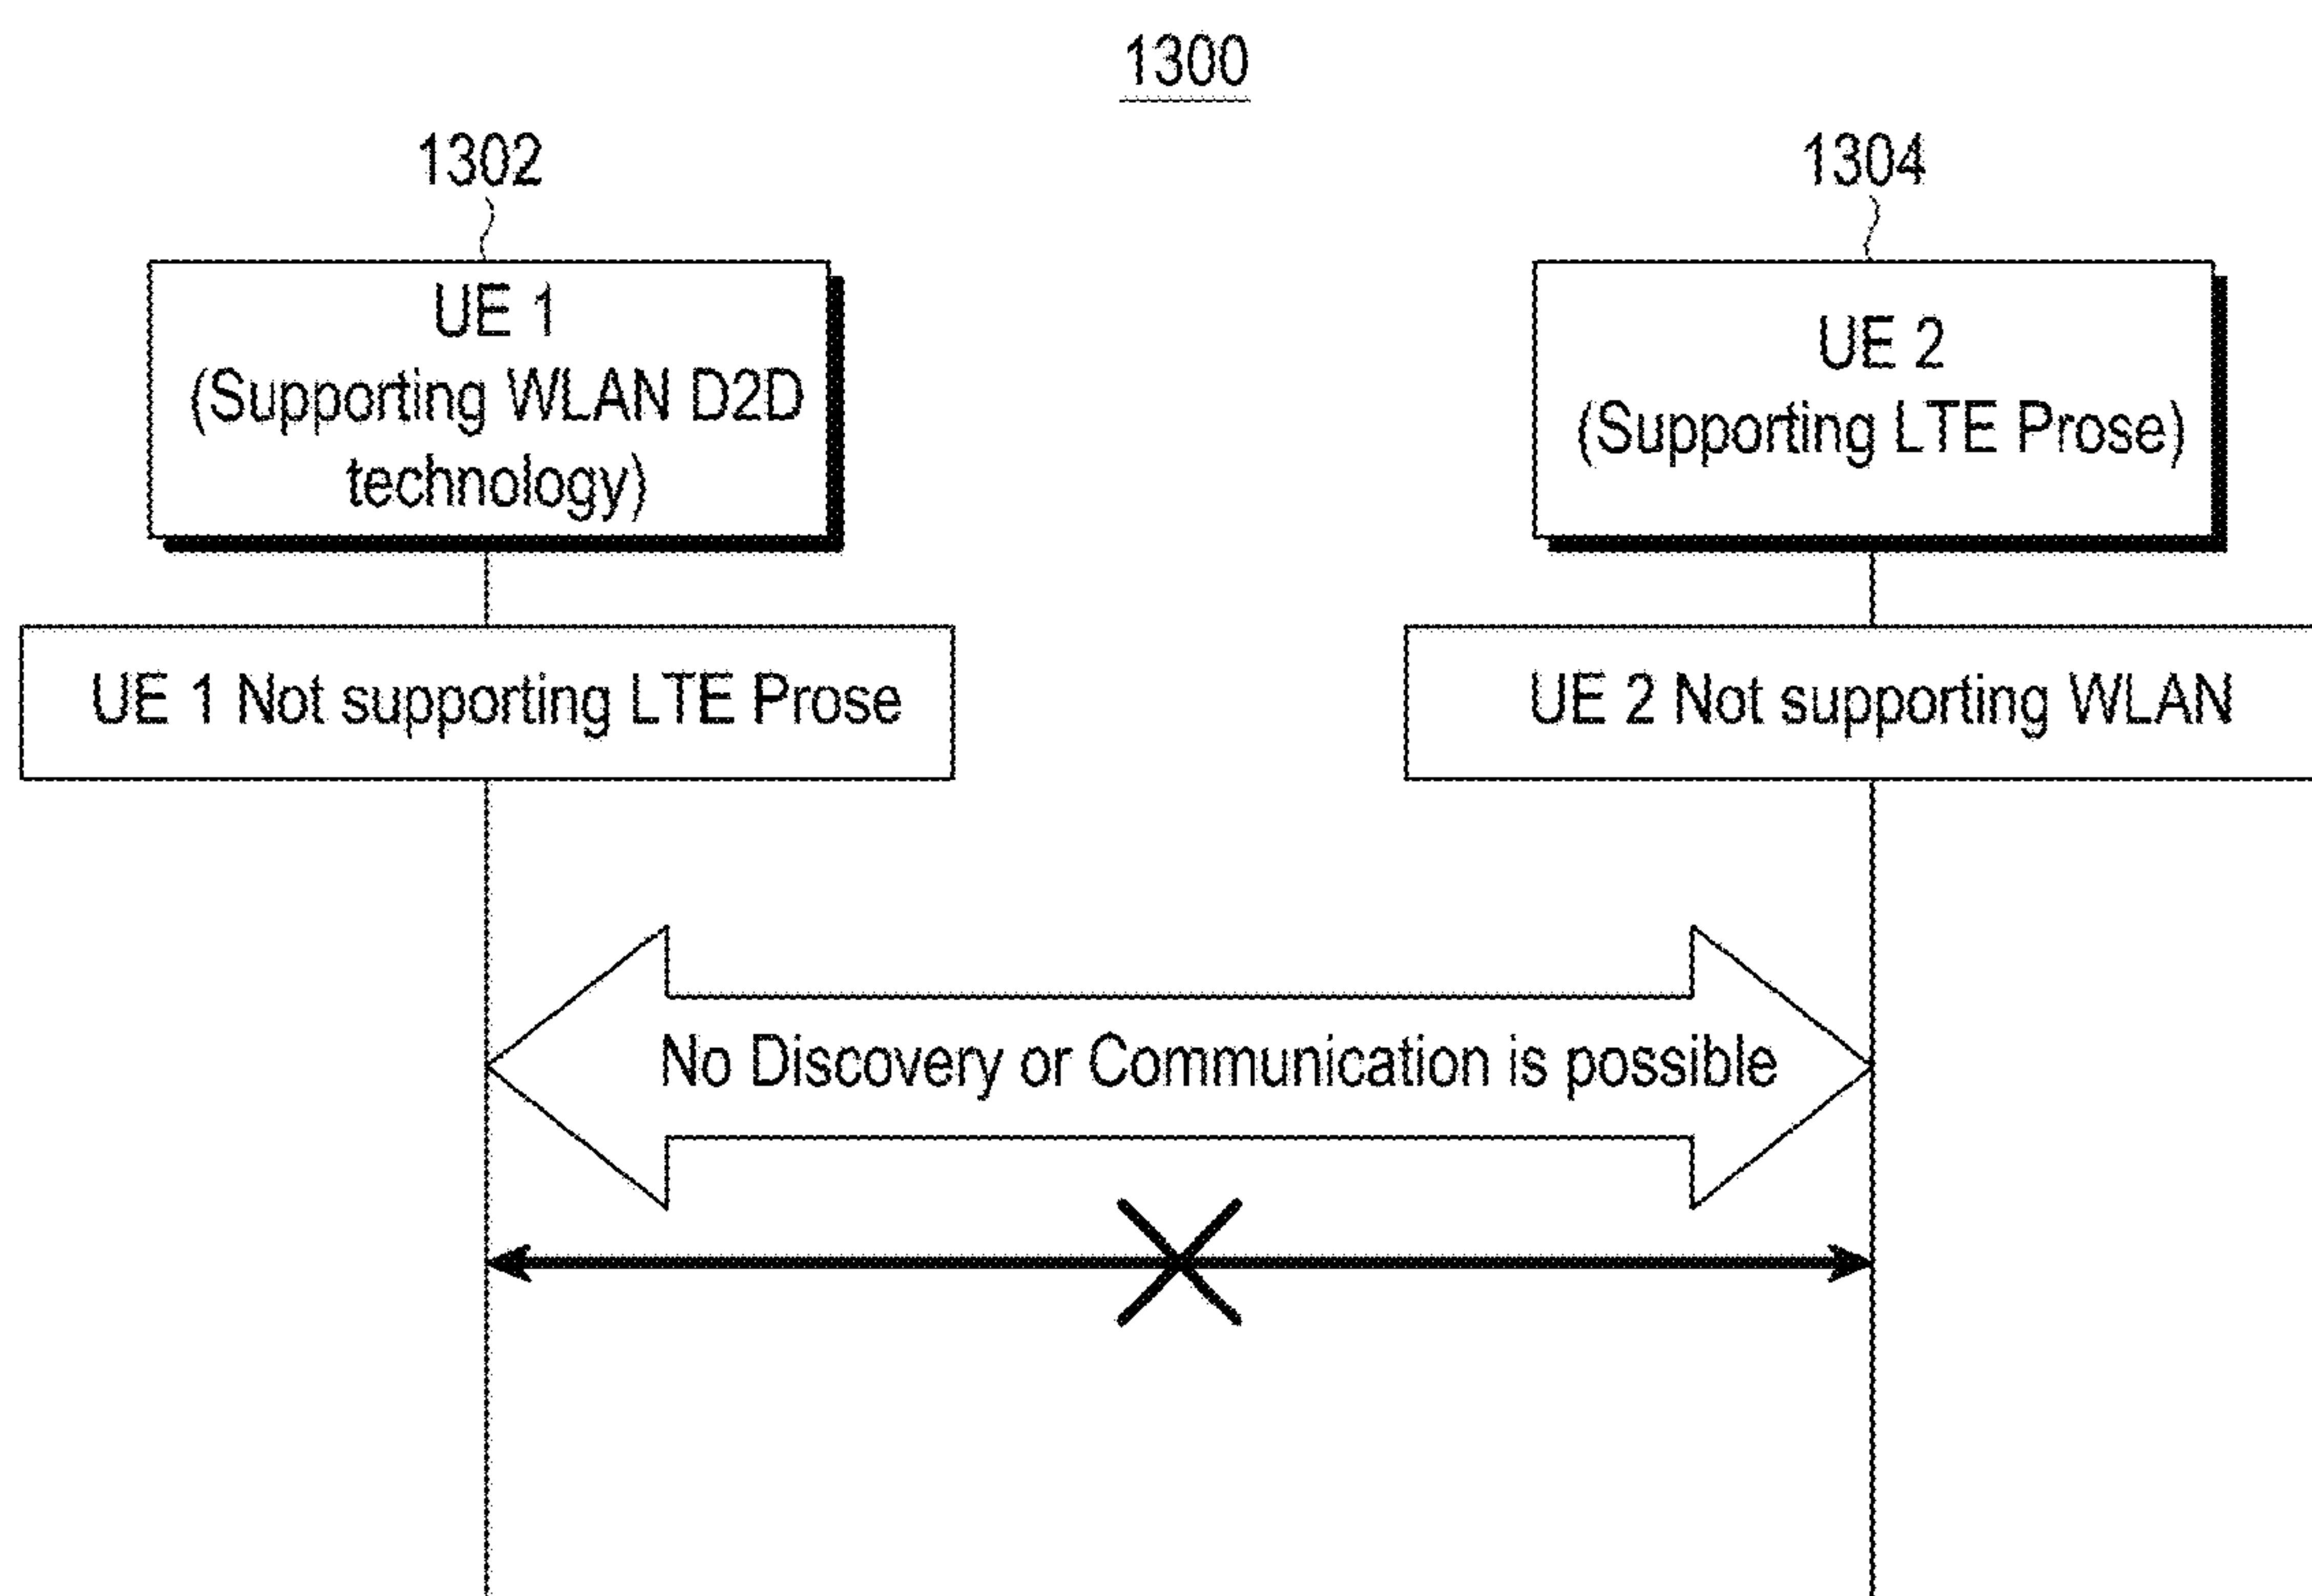 1300
1302
1304
UE 1
(Supporting WLAN D2D
technology)
UE 2
(Supporting LTE Prose)
UE 1 Not supporting LTE Prose
UE 2 Not supporting WLAN
No Discovery or Communication is possible